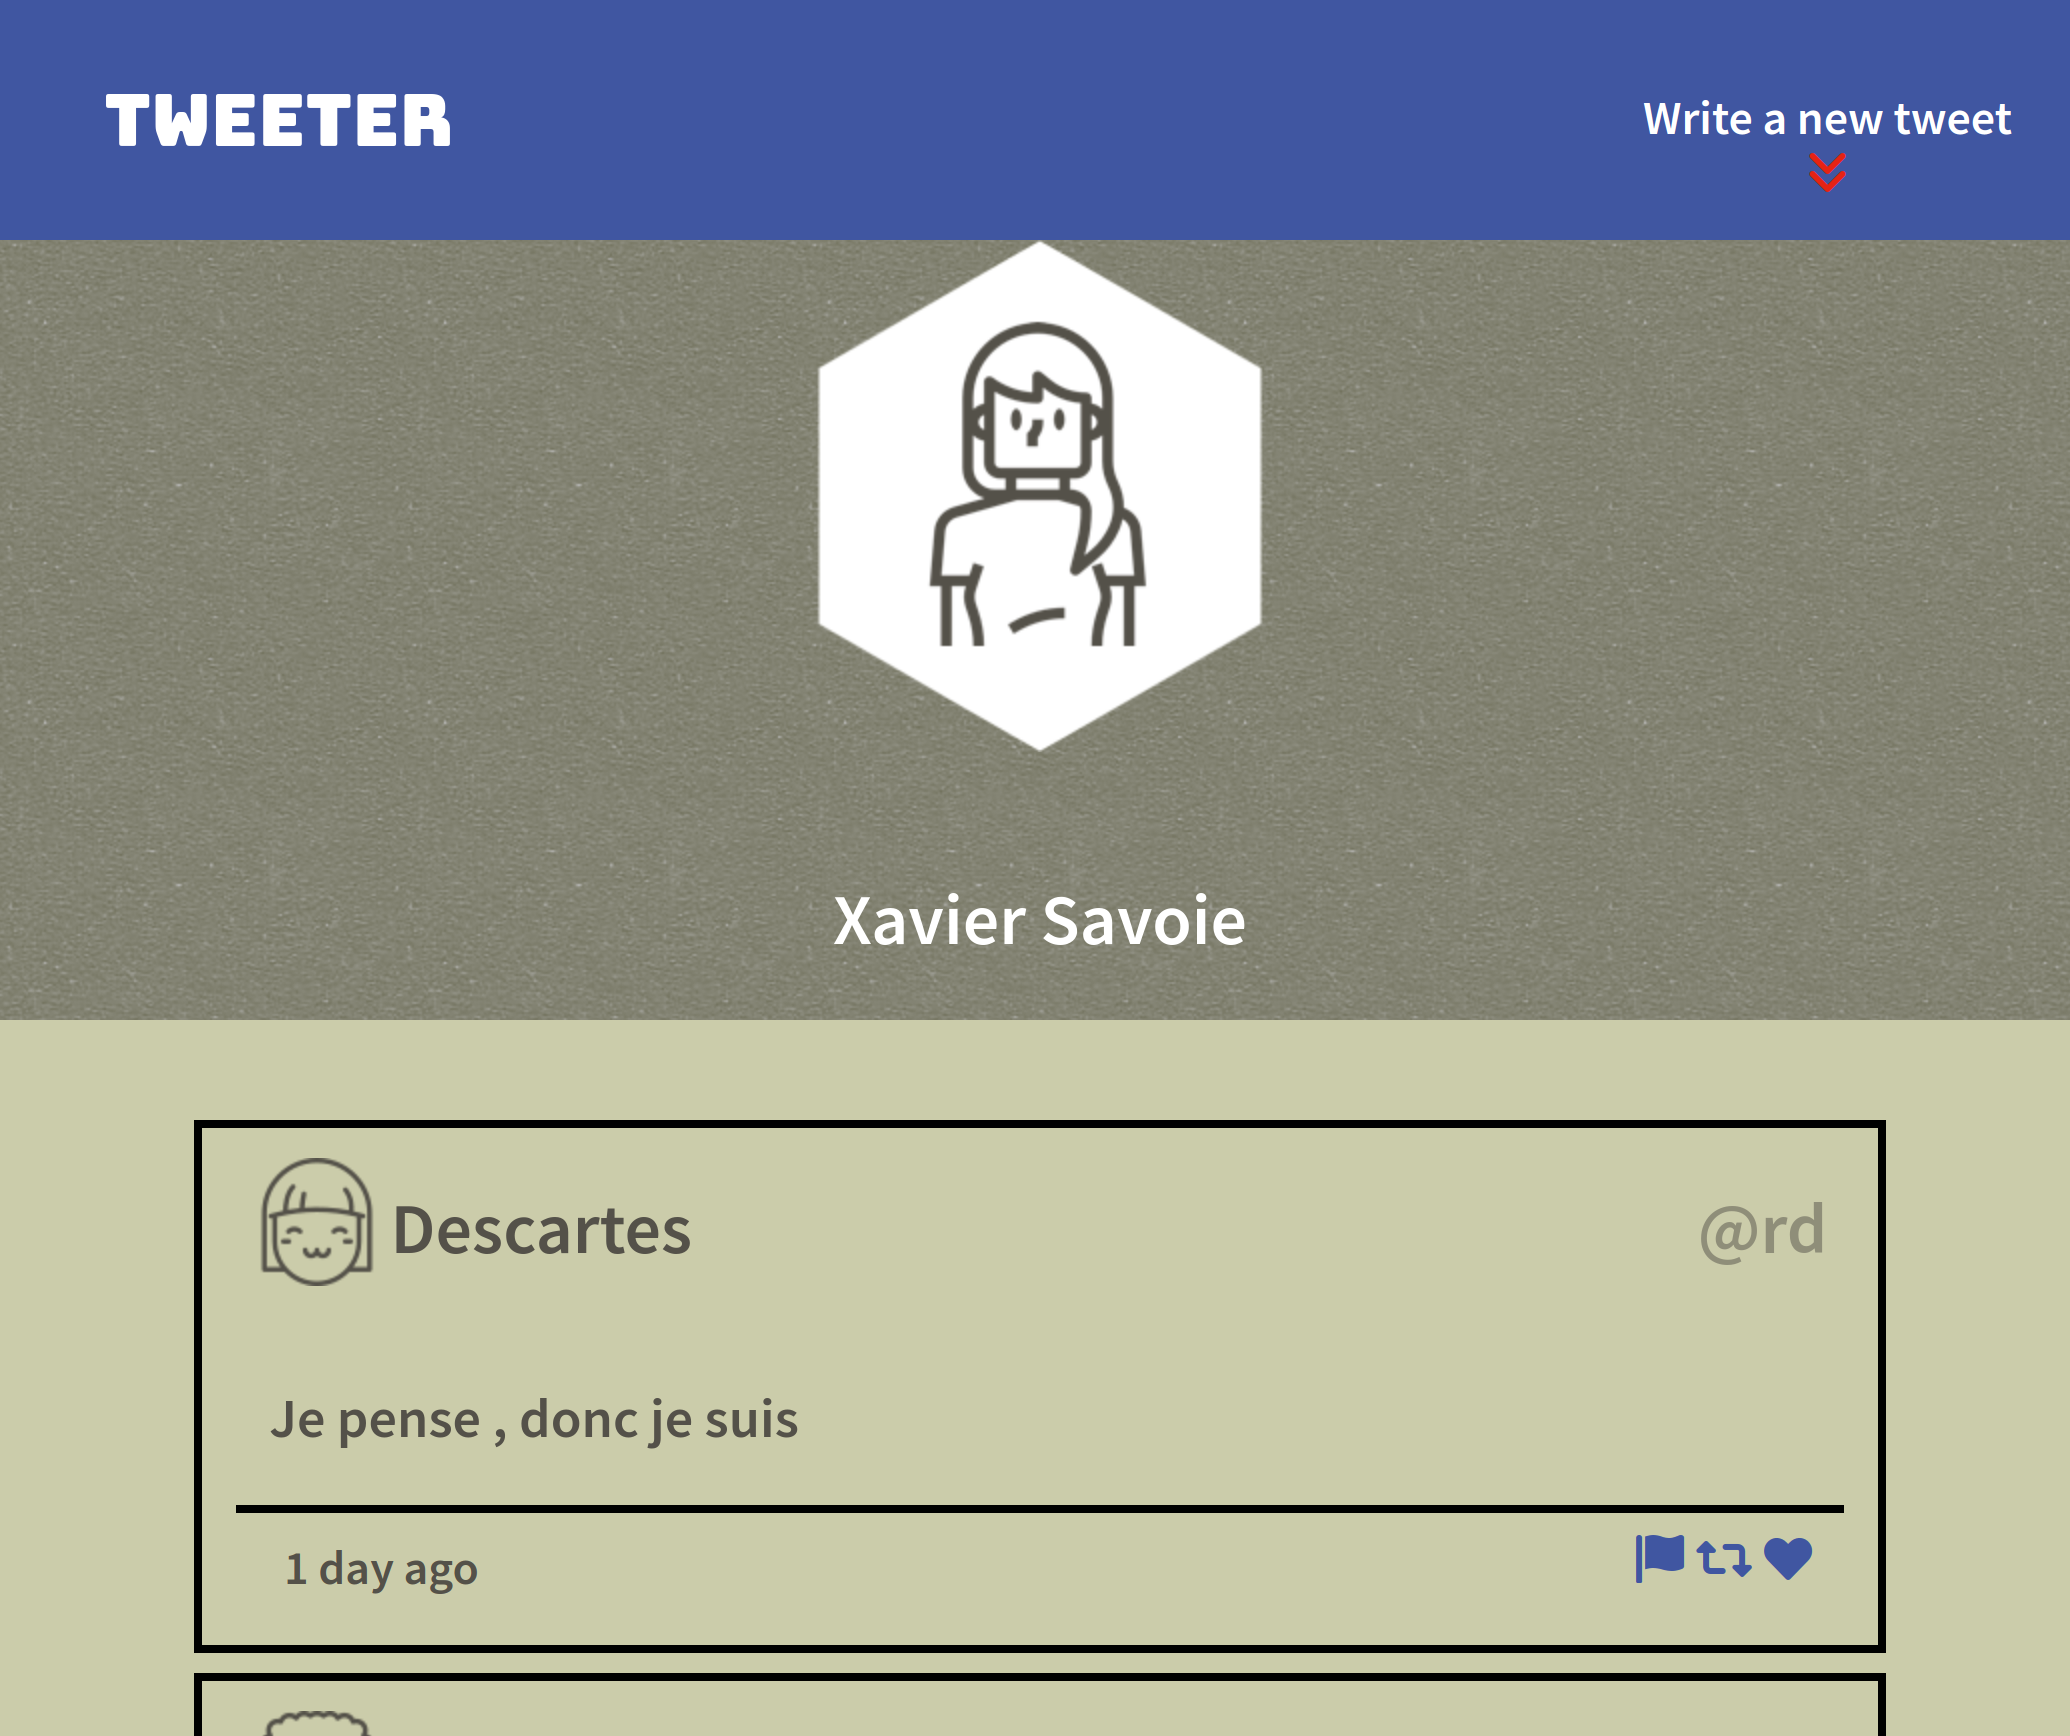 TWEETER
Write a new tweet
Xavier Savoie
Descartes
@rd
Je pense , donc je suis
1 day ago